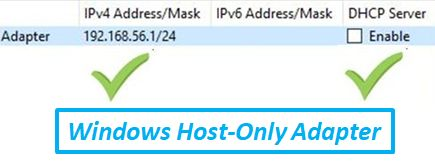 IPv4 Address/Mask IPv6 Address/Mask DHCP Server
Adapter 192.168.56.1/24 Enable
Windows Host-Only Adapter